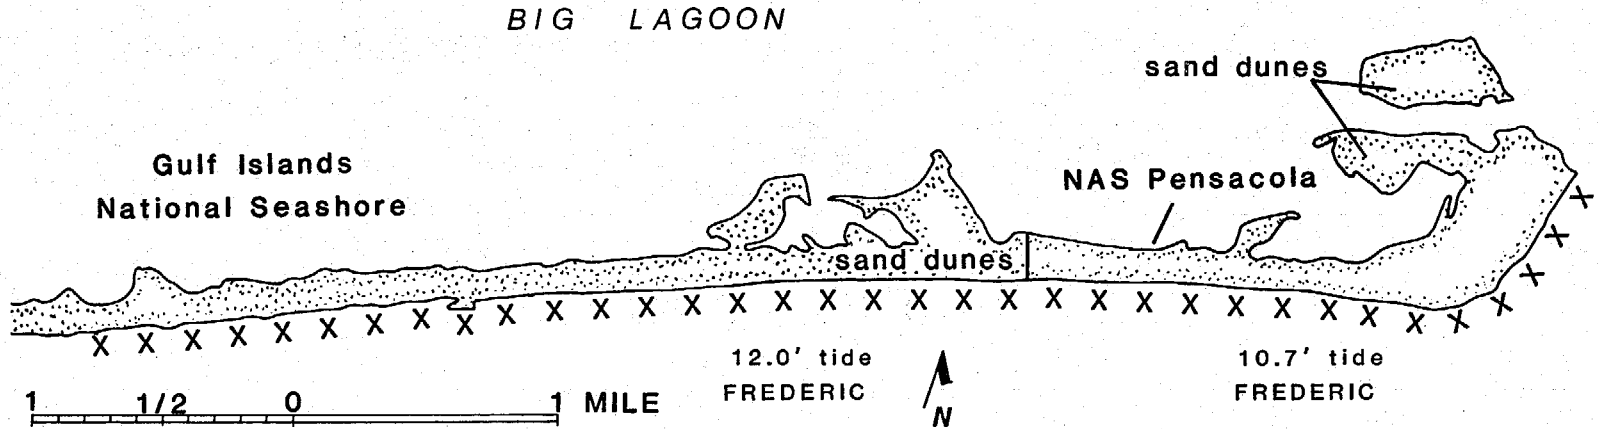 BIG LAGOON
sand dunes
Gulf Islands
National Seashore
NAS Pensacola
sand dunes
X X X X X X X X X X X X X X X X X X X X X X X X X X X X X X X X X X X
12.0' tide
FREDERIC
10.7' tide
FREDERIC
1 1/2 0 1 MILE
N